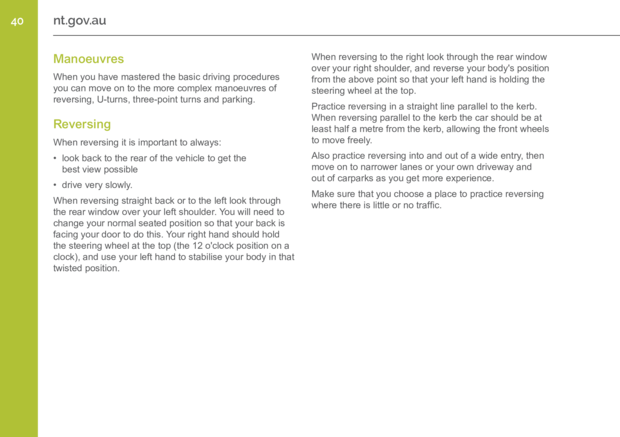 40
nt.gov.au
Manoeuvres
When you have mastered the basic driving procedures
you can move on to the more complex manoeuvres of
reversing, U-turns, three-point turns and parking.
Reversing
When reversing it is important to always:
• look back to the rear of the vehicle to get the
best view possible
• drive very slowly.
When reversing straight back or to the left look through
the rear window over your left shoulder. You will need to
change your normal seated position so that your back is
facing your door to do this. Your right hand should hold
the steering wheel at the top (the 12 o'clock position on a
clock), and use your left hand to stabilise your body in that
twisted position.
When reversing to the right look through the rear window
over your right shoulder, and reverse your body's position
from the above point so that your left hand is holding the
steering wheel at the top.
Practice reversing in a straight line parallel to the kerb.
When reversing parallel to the kerb the car should be at
least half a metre from the kerb, allowing the front wheels
to move freely.
Also practice reversing into and out of a wide entry, then
move on to narrower lanes or your own driveway and
out of carparks as you get more experience.
Make sure that you choose a place to practice reversing
where there is little or no traffic.